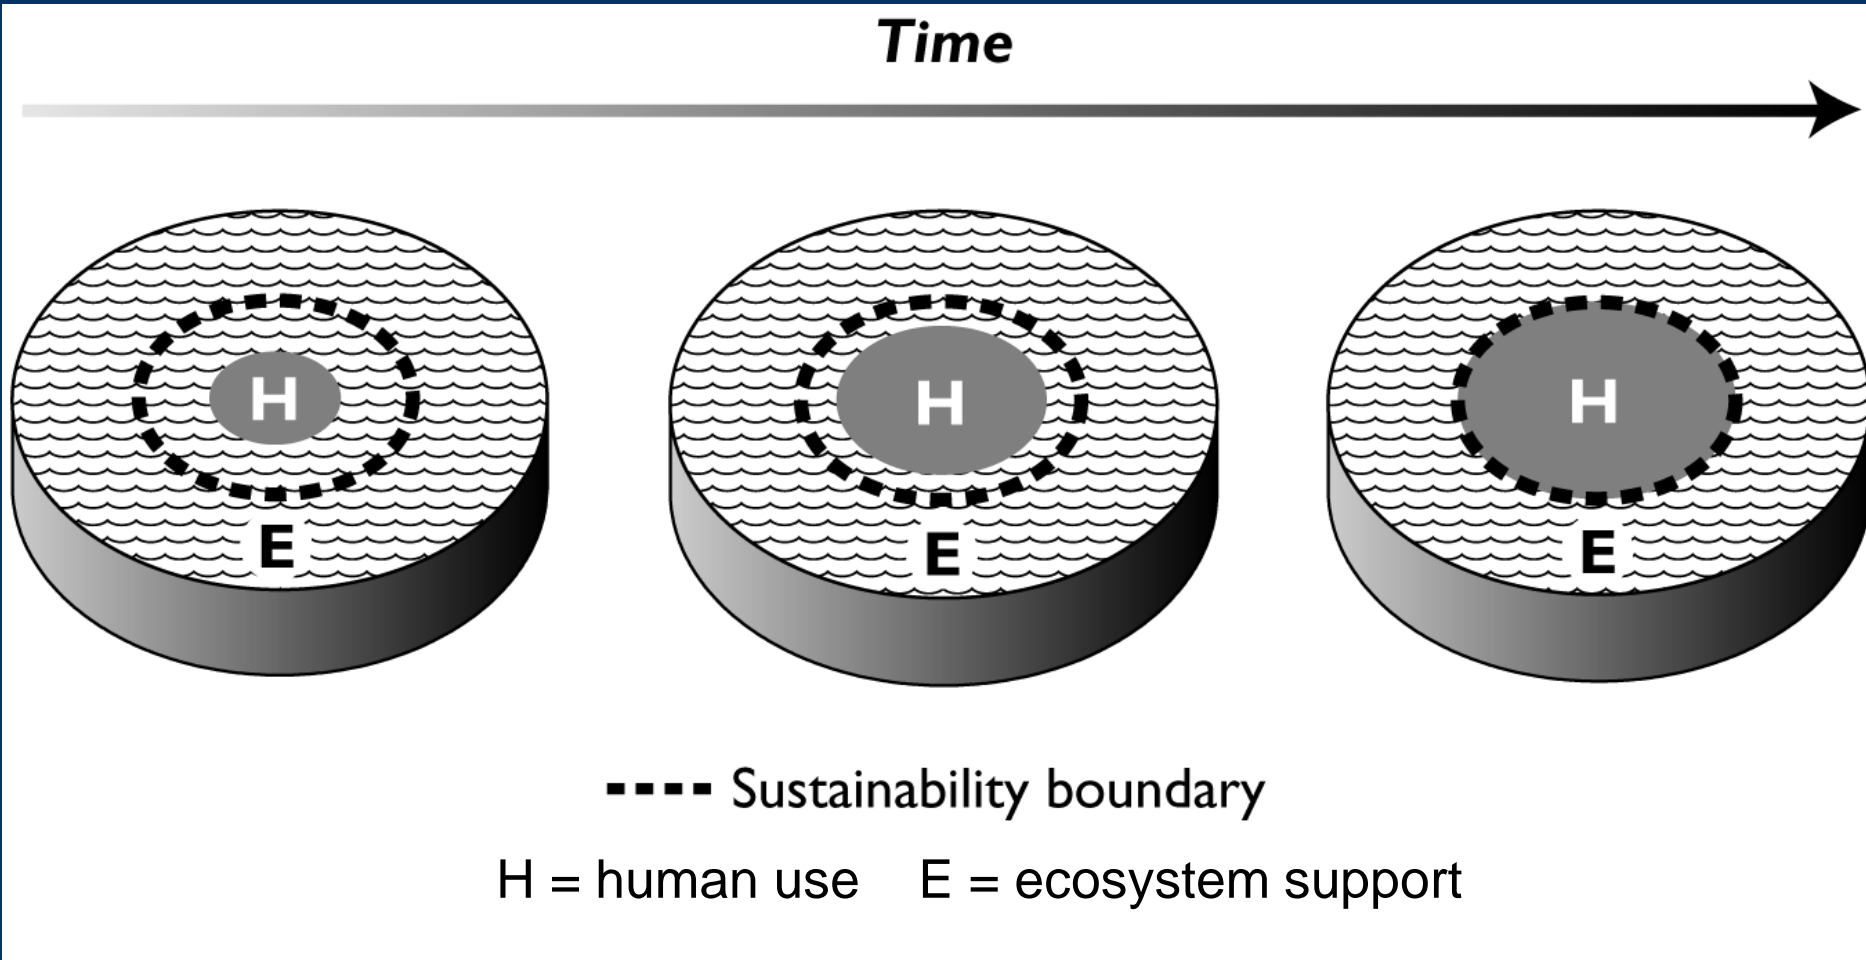 Time
H
E
H
E
H
E
Sustainability boundary
H = human use E = ecosystem support